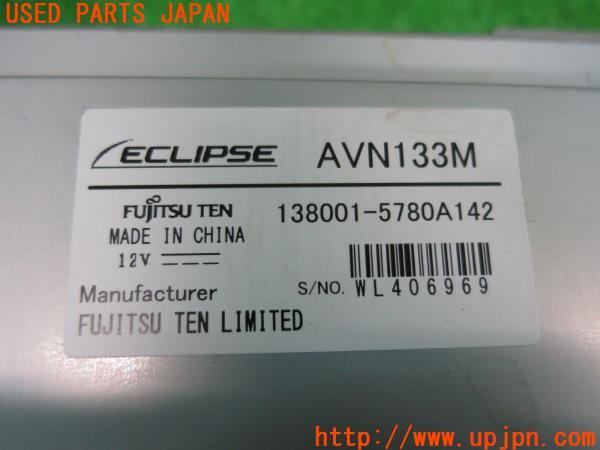 USED PARTS JAPAN
ECLIPSE AVN133M
FUJITSU TEN 138001-5780A142
MADE IN CHINA
12V
S/NO. WL406969
Manufacturer
FUJITSU TEN LIMITED
【UPJ】 www.upjpn.com